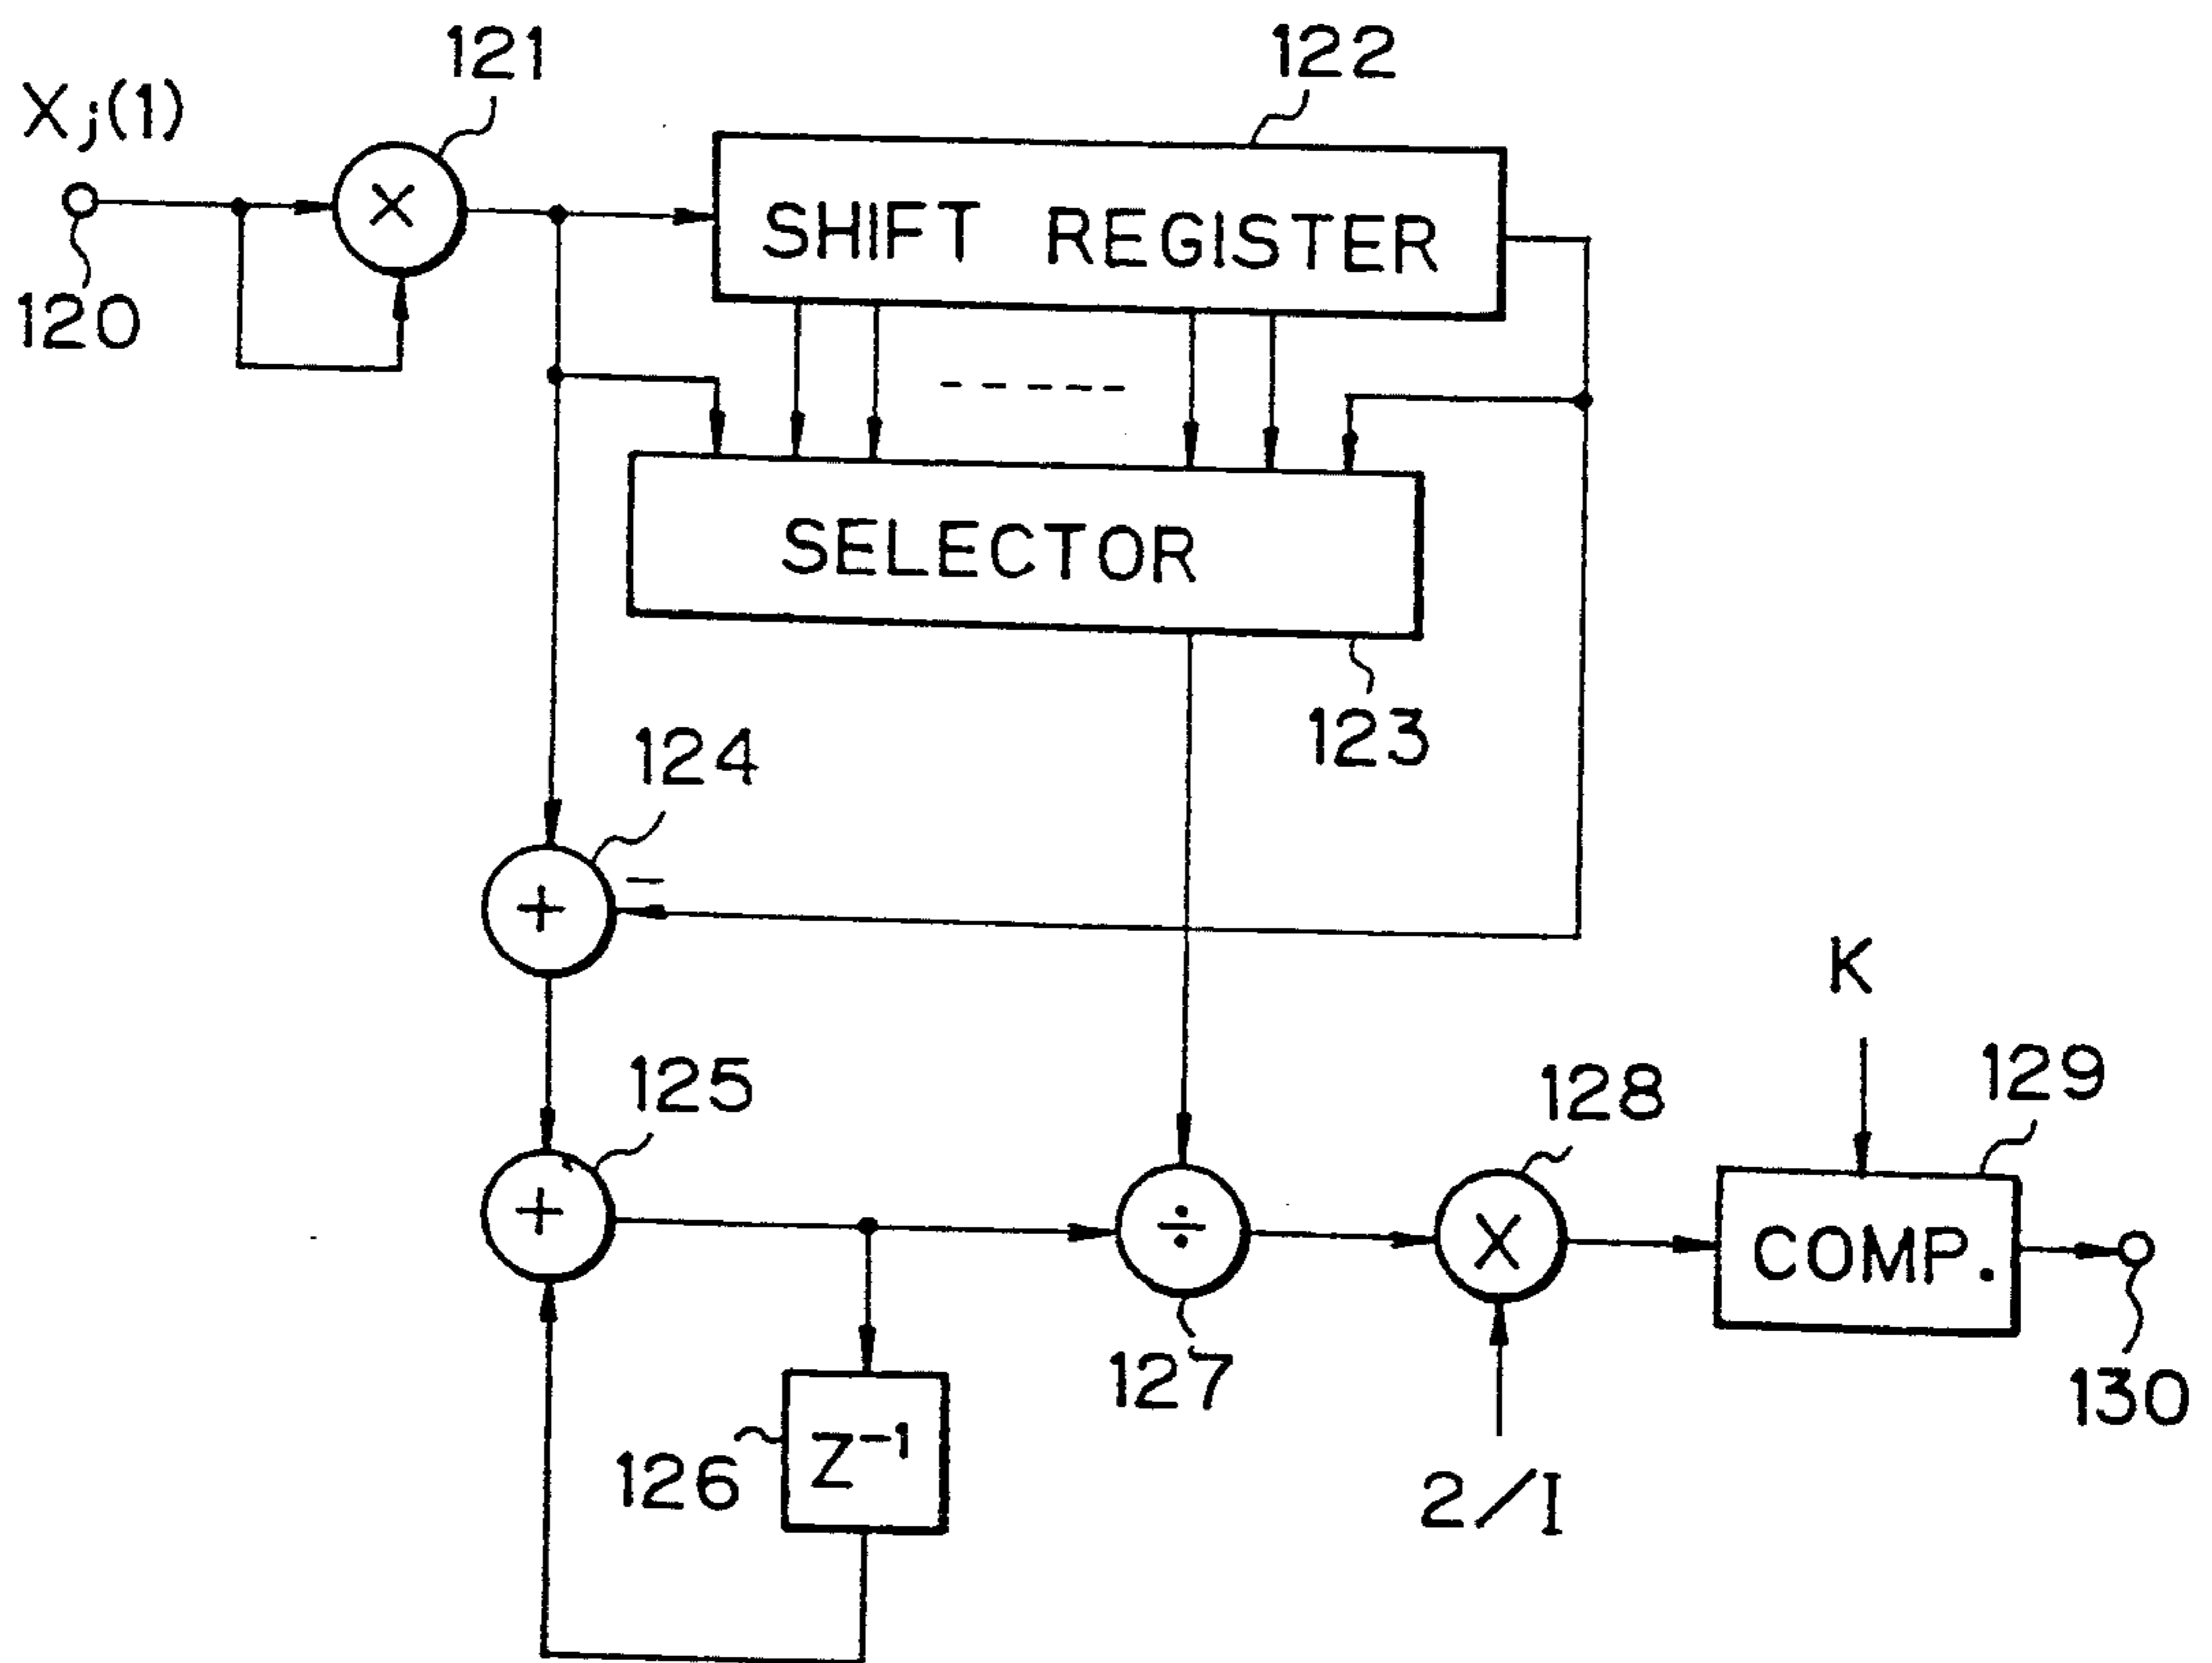 121
122
Xj(1)
×
SHIFT REGISTER
120
SELECTOR
123
124
−
+
K
125
128
129
+
÷
×
COMP.
127
130
126
Z⁻¹
2/I